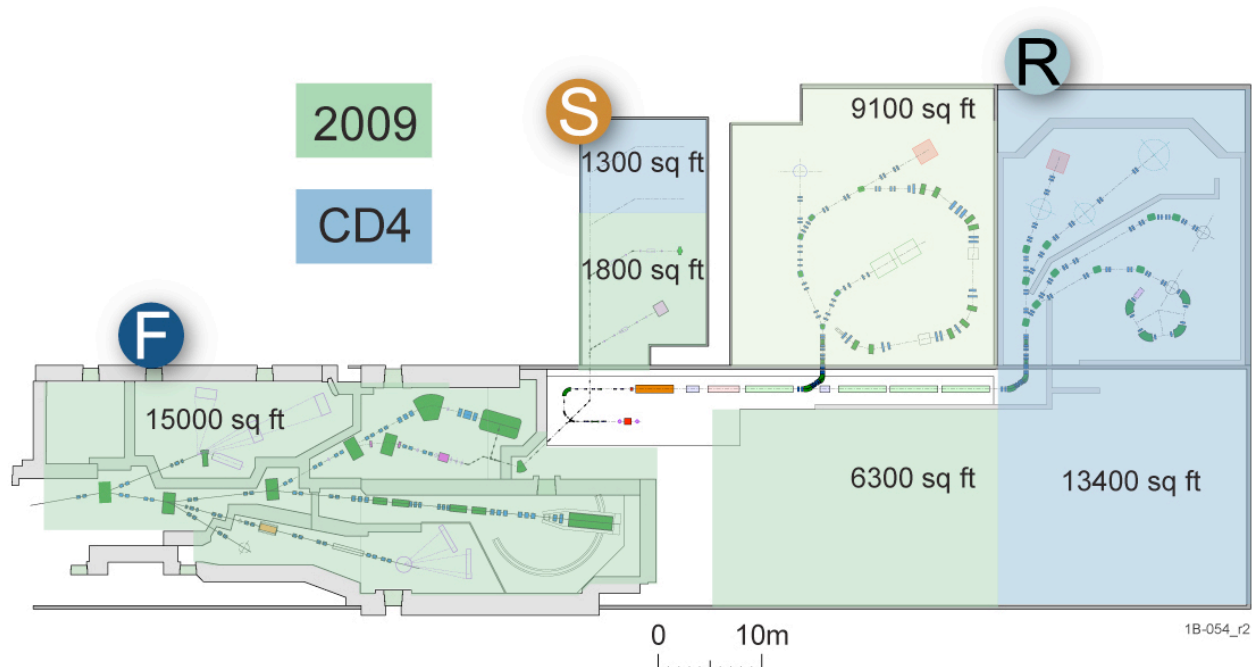 R
S
2009
9100 sq ft
1300 sq ft
CD4
1800 sq ft
F
15000 sq ft
6300 sq ft
13400 sq ft
1B-054_r2
0 10m